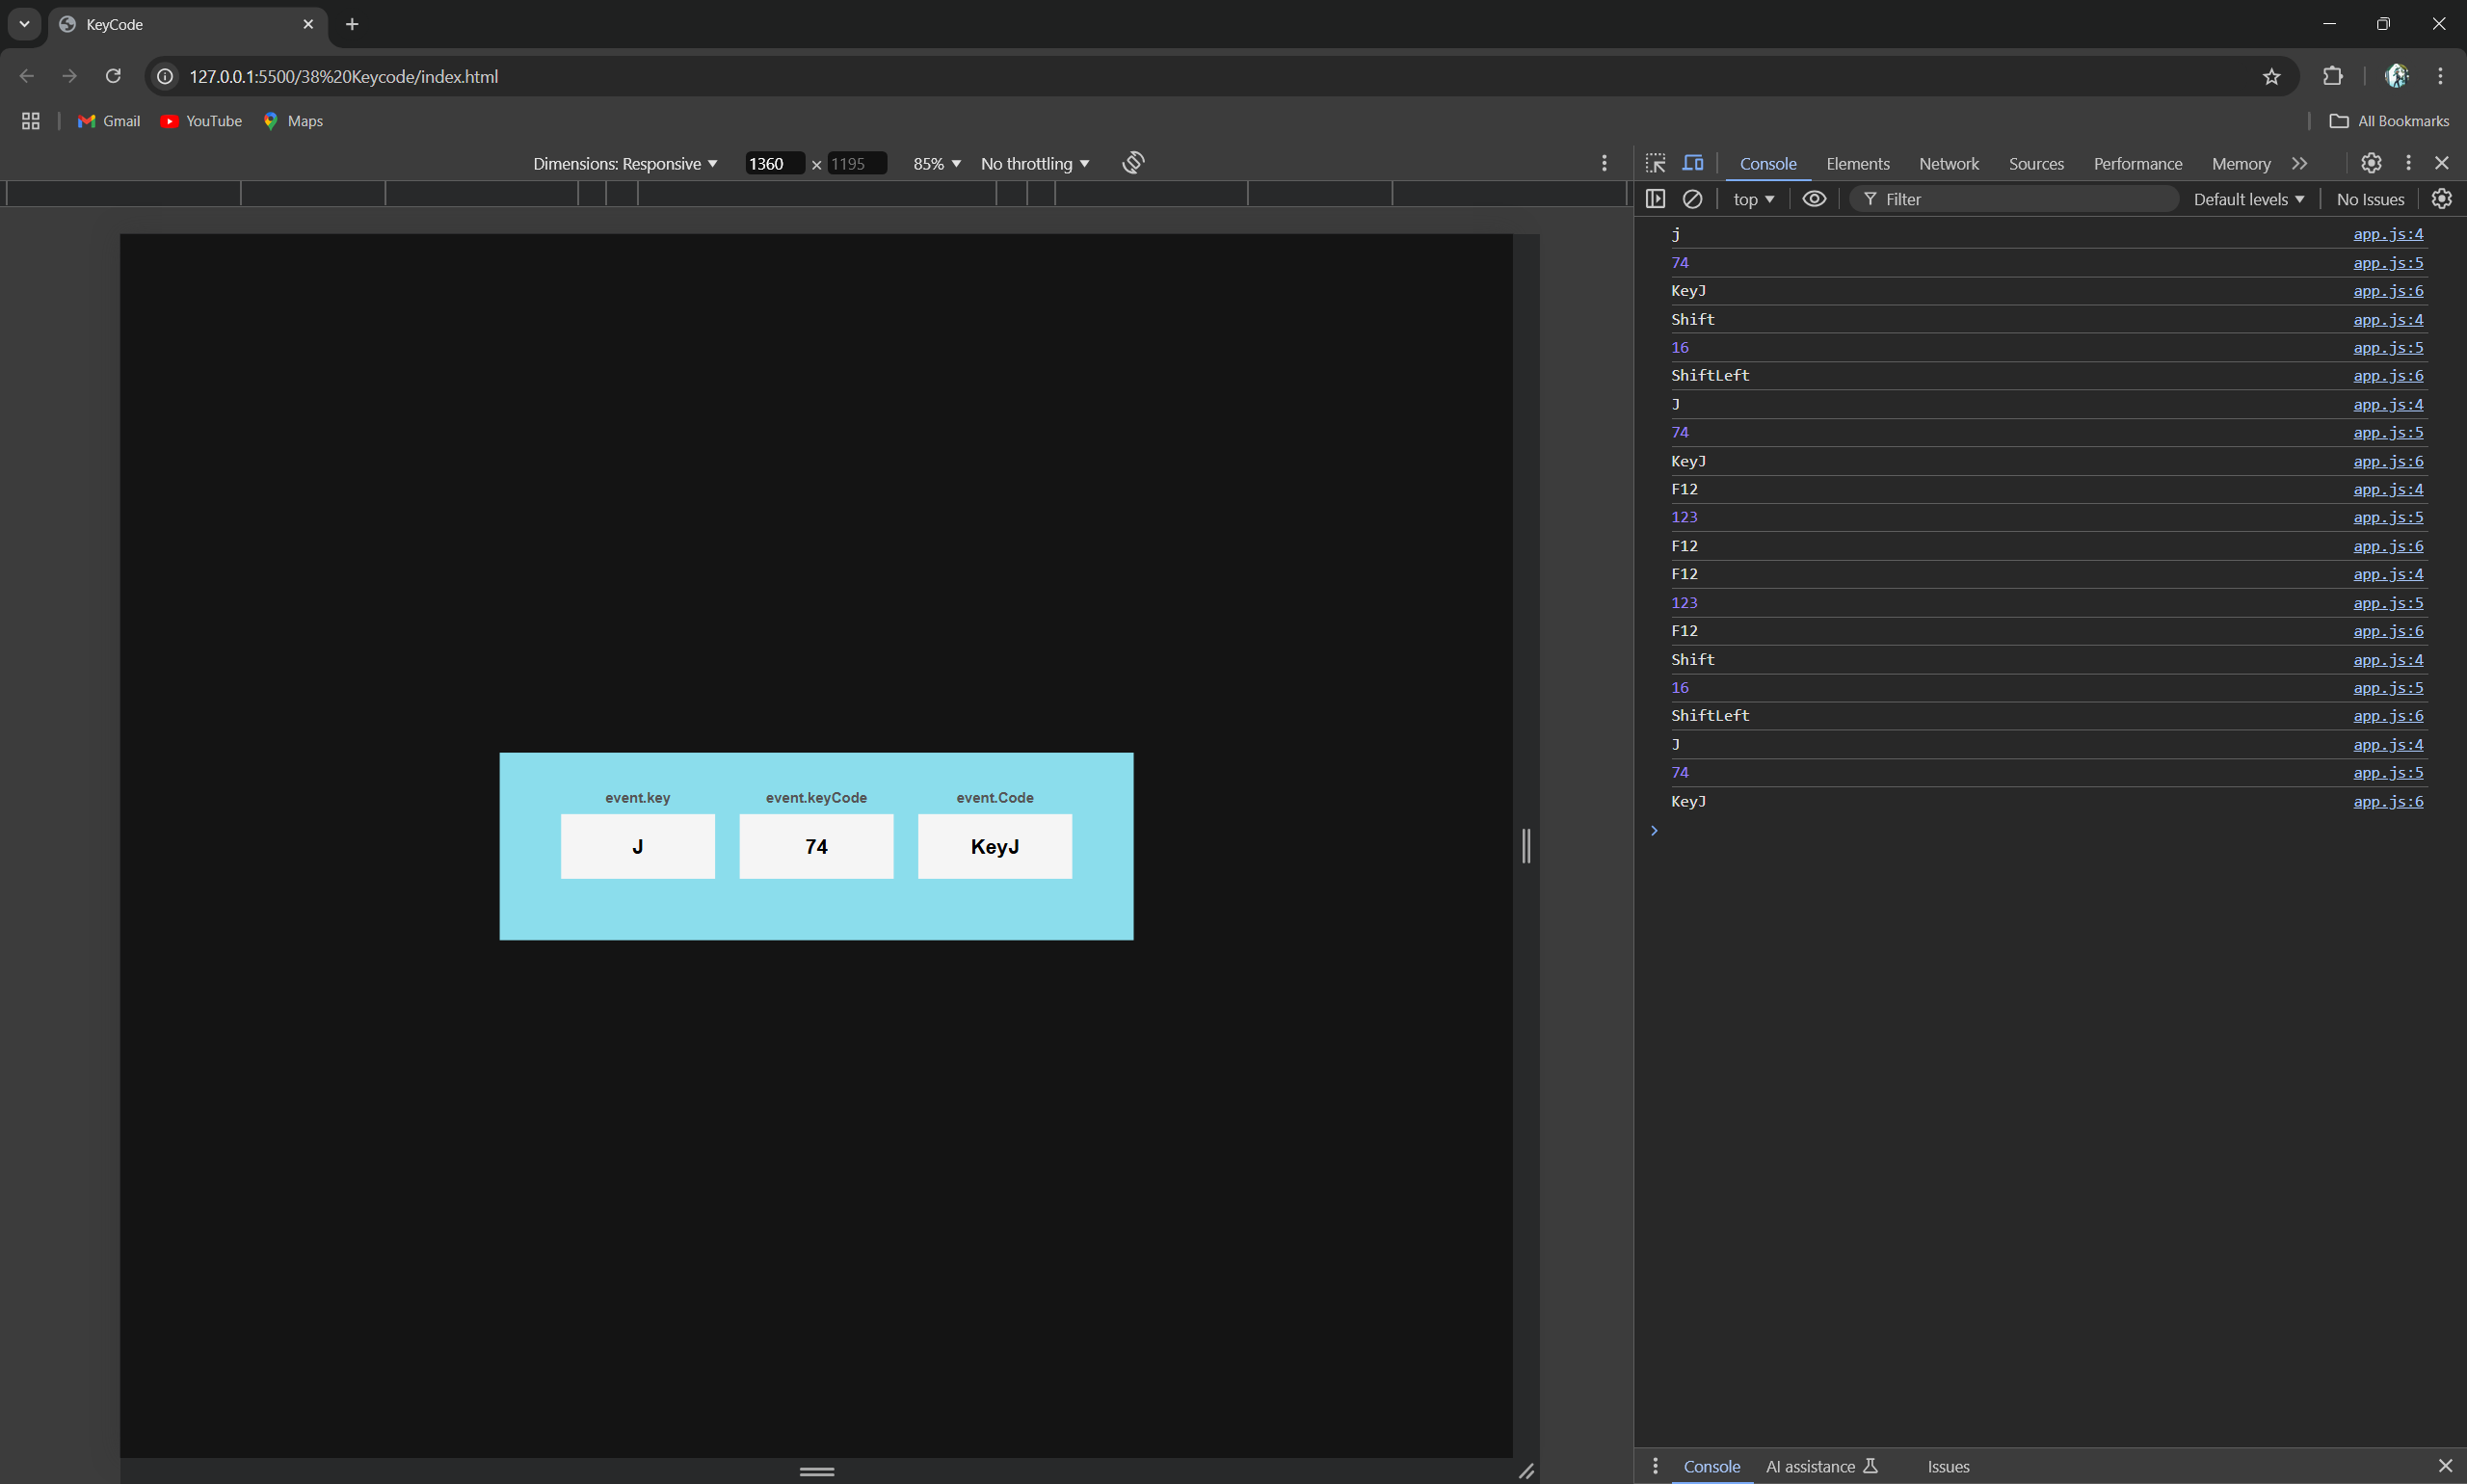 KeyCode
127.0.0.1:5500/38%20Keycode/index.html
Gmail YouTube Maps All Bookmarks
Dimensions: Responsive 1360 × 1195 85% No throttling
Console Elements Network Sources Performance Memory
top Filter Default levels No Issues
j app.js:4
74 app.js:5
KeyJ app.js:6
Shift app.js:4
16 app.js:5
ShiftLeft app.js:6
J app.js:4
74 app.js:5
KeyJ app.js:6
F12 app.js:4
123 app.js:5
F12 app.js:6
F12 app.js:4
123 app.js:5
F12 app.js:6
Shift app.js:4
16 app.js:5
ShiftLeft app.js:6
J app.js:4
74 app.js:5
KeyJ app.js:6
event.key event.keyCode event.Code
J 74 KeyJ
Console AI assistance Issues